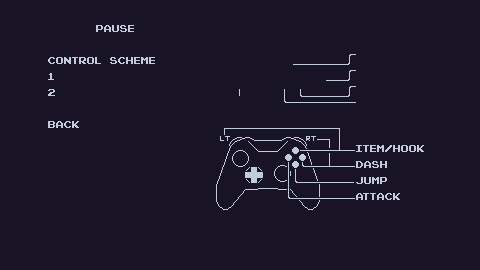 PAUSE
CONTROL SCHEME
1
2
BACK
LT RT
ITEM/HOOK
DASH
JUMP
ATTACK